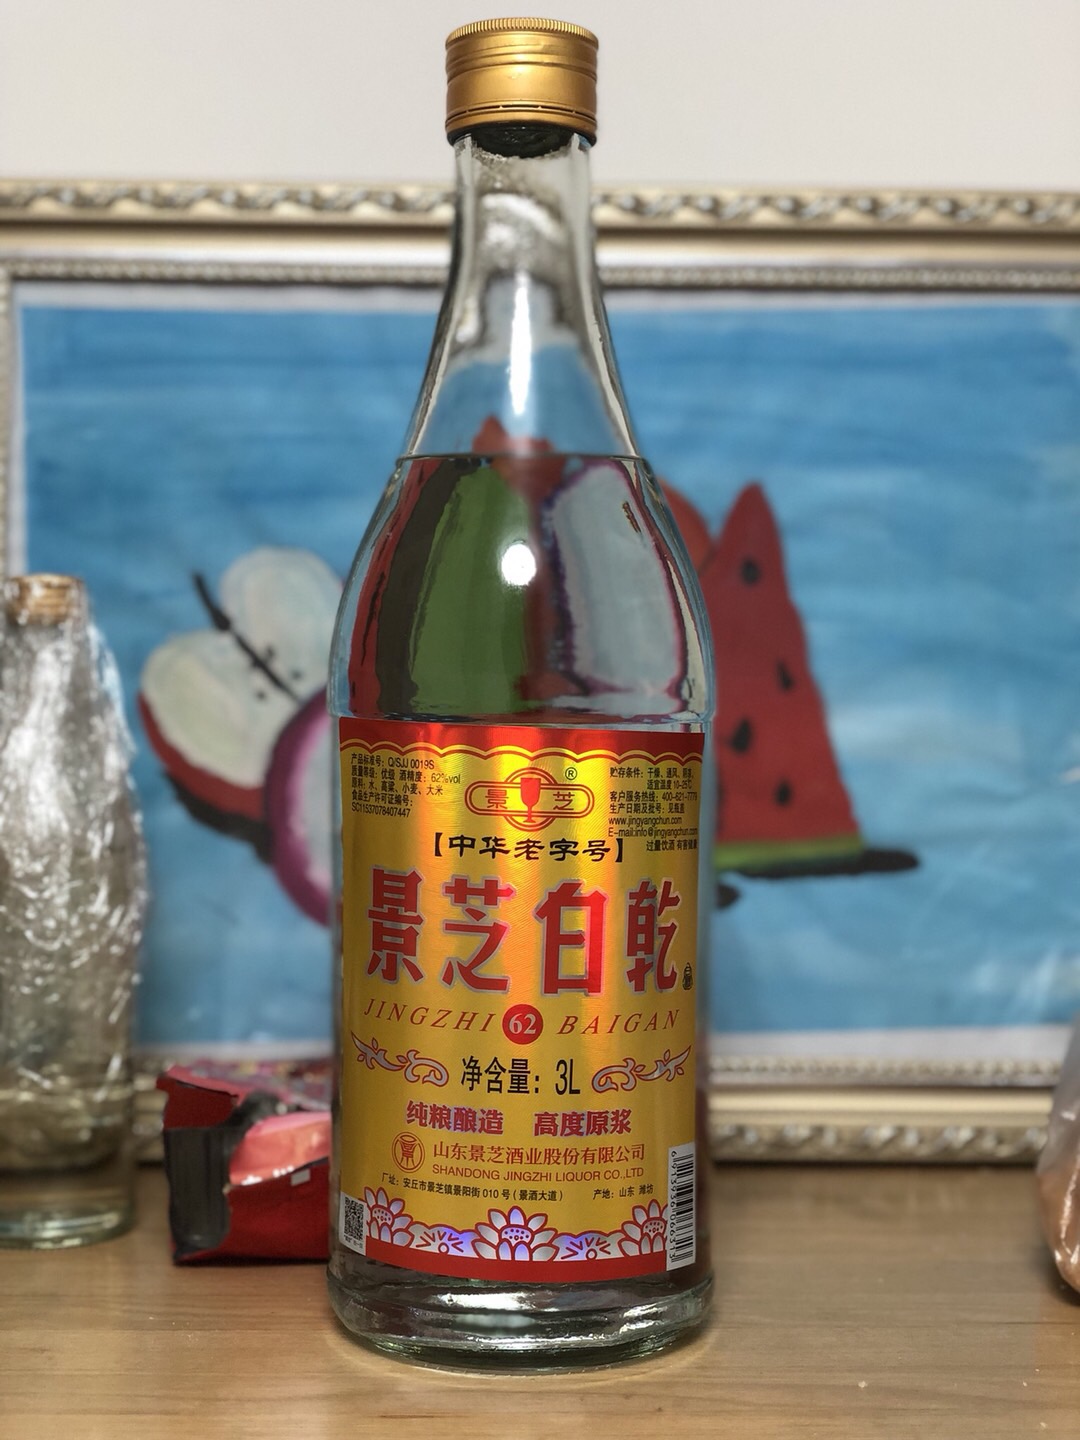 产品标准号：Q/SJJ 0019S
质量等级：优级 酒精度：62%vol
原料：水、高粱、小麦、大米
食品生产许可证编号：
SC11537078407447
景芝®
贮存条件：干燥、通风、阴凉，
适宜温度10-25℃
客户服务热线：400-621-7779
生产日期及批号：见瓶盖
www.jingyangchun.com
E-mail:info@jingyangchun.com
过量饮酒 有害健康
【中华老字号】
景芝白乾
JINGZHI 62 BAIGAN
净含量：3L
纯粮酿造 高度原浆
山东景芝酒业股份有限公司
SHANDONG JINGZHI LIQUOR CO.,LTD
厂址：安丘市景芝镇景阳街010号（景酒大道） 产地：山东 潍坊